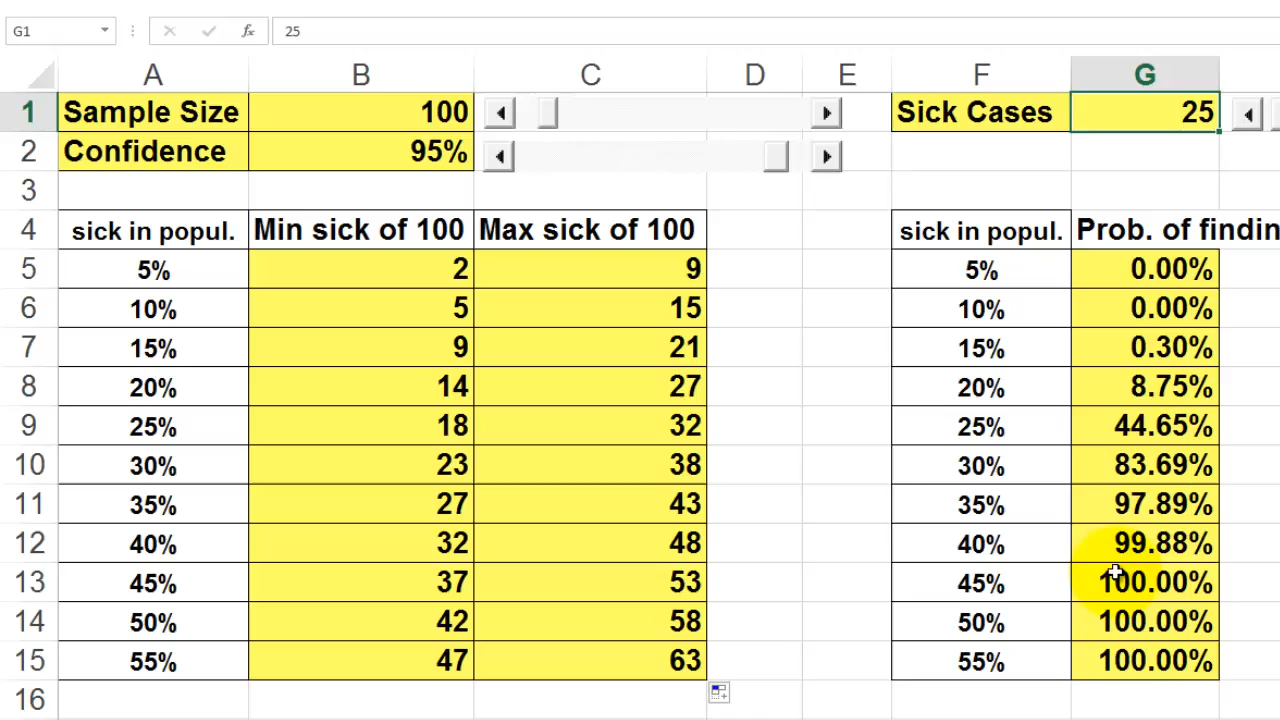 G1 fx 25
A B C D E F G
1 Sample Size 100 Sick Cases 25
2 Confidence 95%
3
4 sick in popul. Min sick of 100 Max sick of 100 sick in popul. Prob. of findin
5 5% 2 9 5% 0.00%
6 10% 5 15 10% 0.00%
7 15% 9 21 15% 0.30%
8 20% 14 27 20% 8.75%
9 25% 18 32 25% 44.65%
10 30% 23 38 30% 83.69%
11 35% 27 43 35% 97.89%
12 40% 32 48 40% 99.88%
13 45% 37 53 45% 100.00%
14 50% 42 58 50% 100.00%
15 55% 47 63 55% 100.00%
16